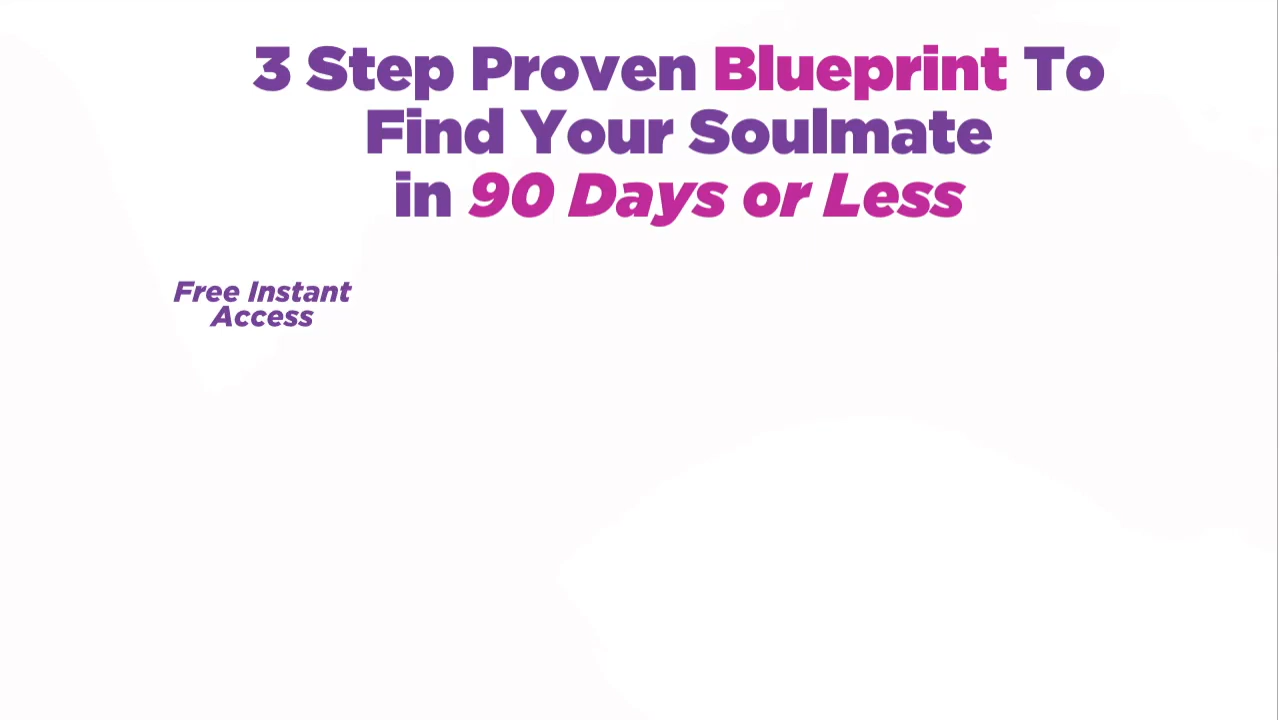 3 Step Proven Blueprint To
Find Your Soulmate
in 90 Days or Less
Free Instant
Access